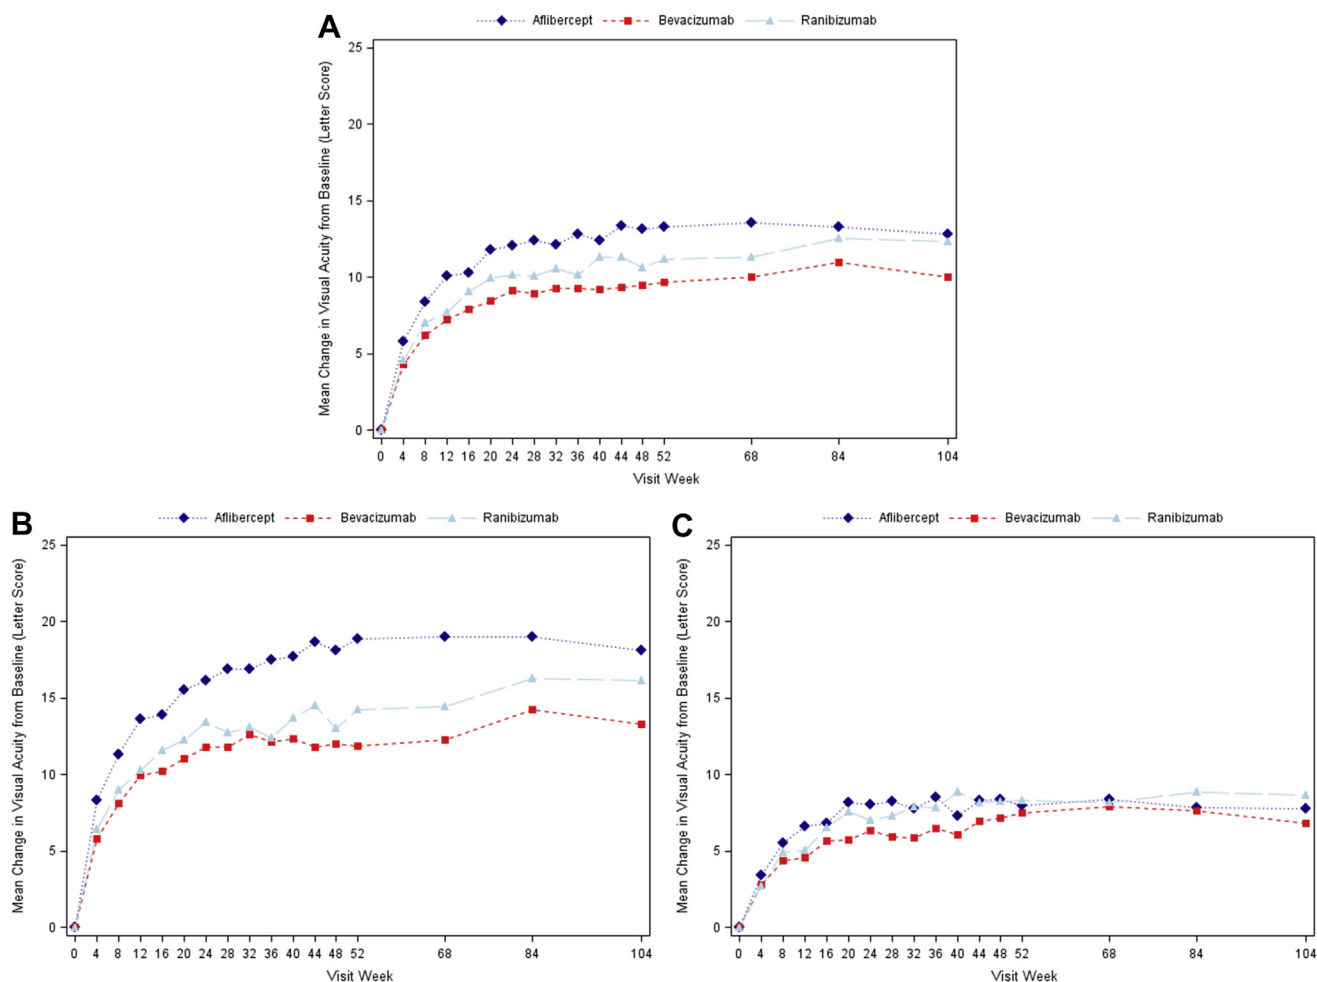 A
Aflibercept Bevacizumab Ranibizumab
Mean Change in Visual Acuity from Baseline (Letter Score)
25
20
15
10
5
0
0 4 8 12 16 20 24 28 32 36 40 44 48 52 68 84 104
Visit Week
B
Aflibercept Bevacizumab Ranibizumab
Mean Change in Visual Acuity from Baseline (Letter Score)
25
20
15
10
5
0
0 4 8 12 16 20 24 28 32 36 40 44 48 52 68 84 104
Visit Week
C
Aflibercept Bevacizumab Ranibizumab
Mean Change in Visual Acuity from Baseline (Letter Score)
25
20
15
10
5
0
0 4 8 12 16 20 24 28 32 36 40 44 48 52 68 84 104
Visit Week